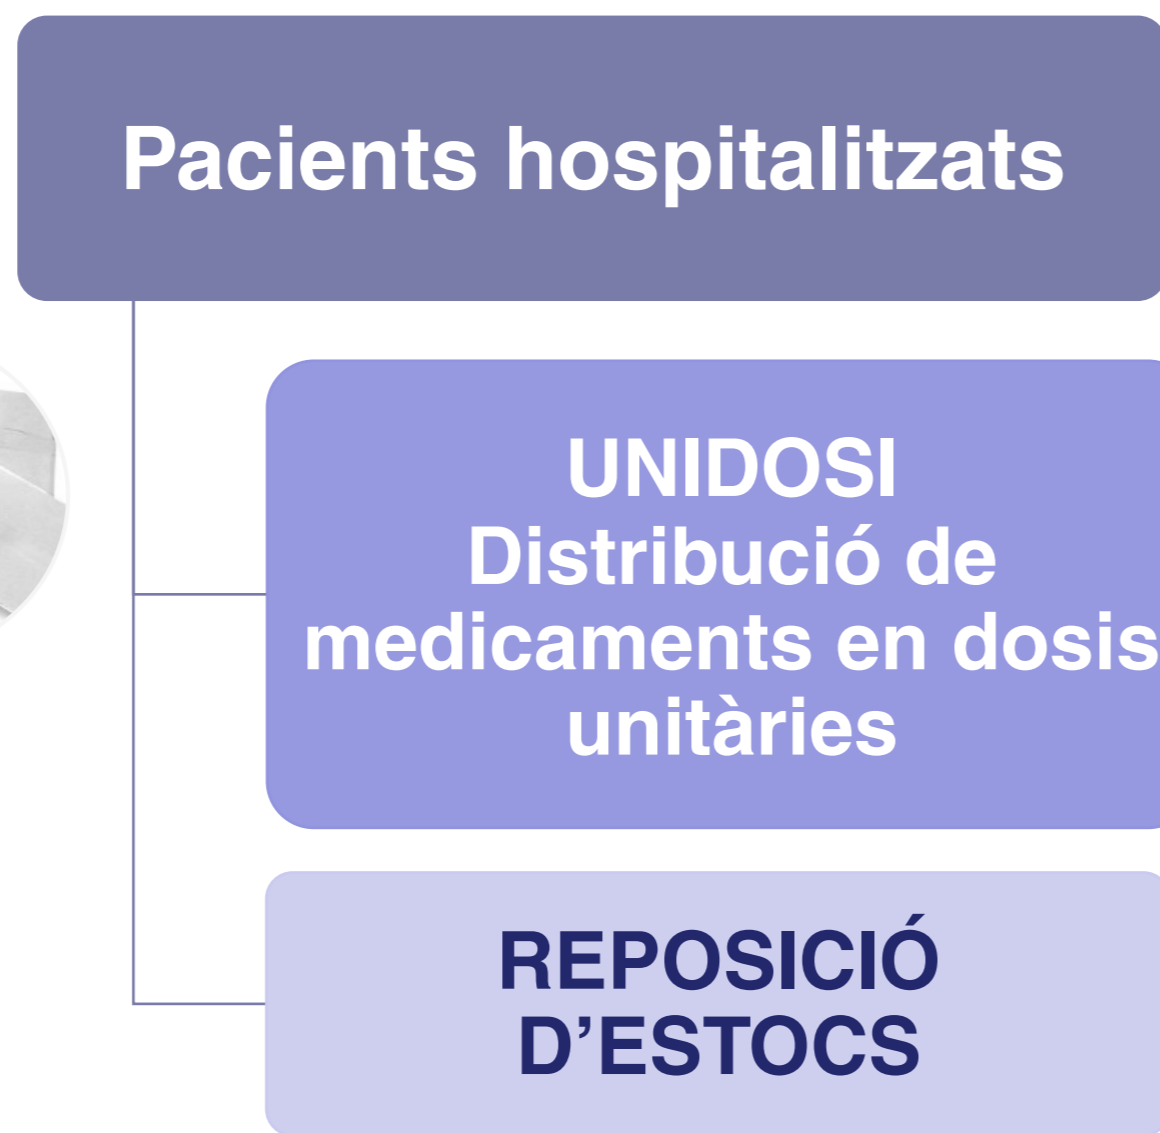 Pacients hospitalitzats
UNIDOSI
Distribució de
medicaments en dosis
unitàries
REPOSICIÓ
D’ESTOCS